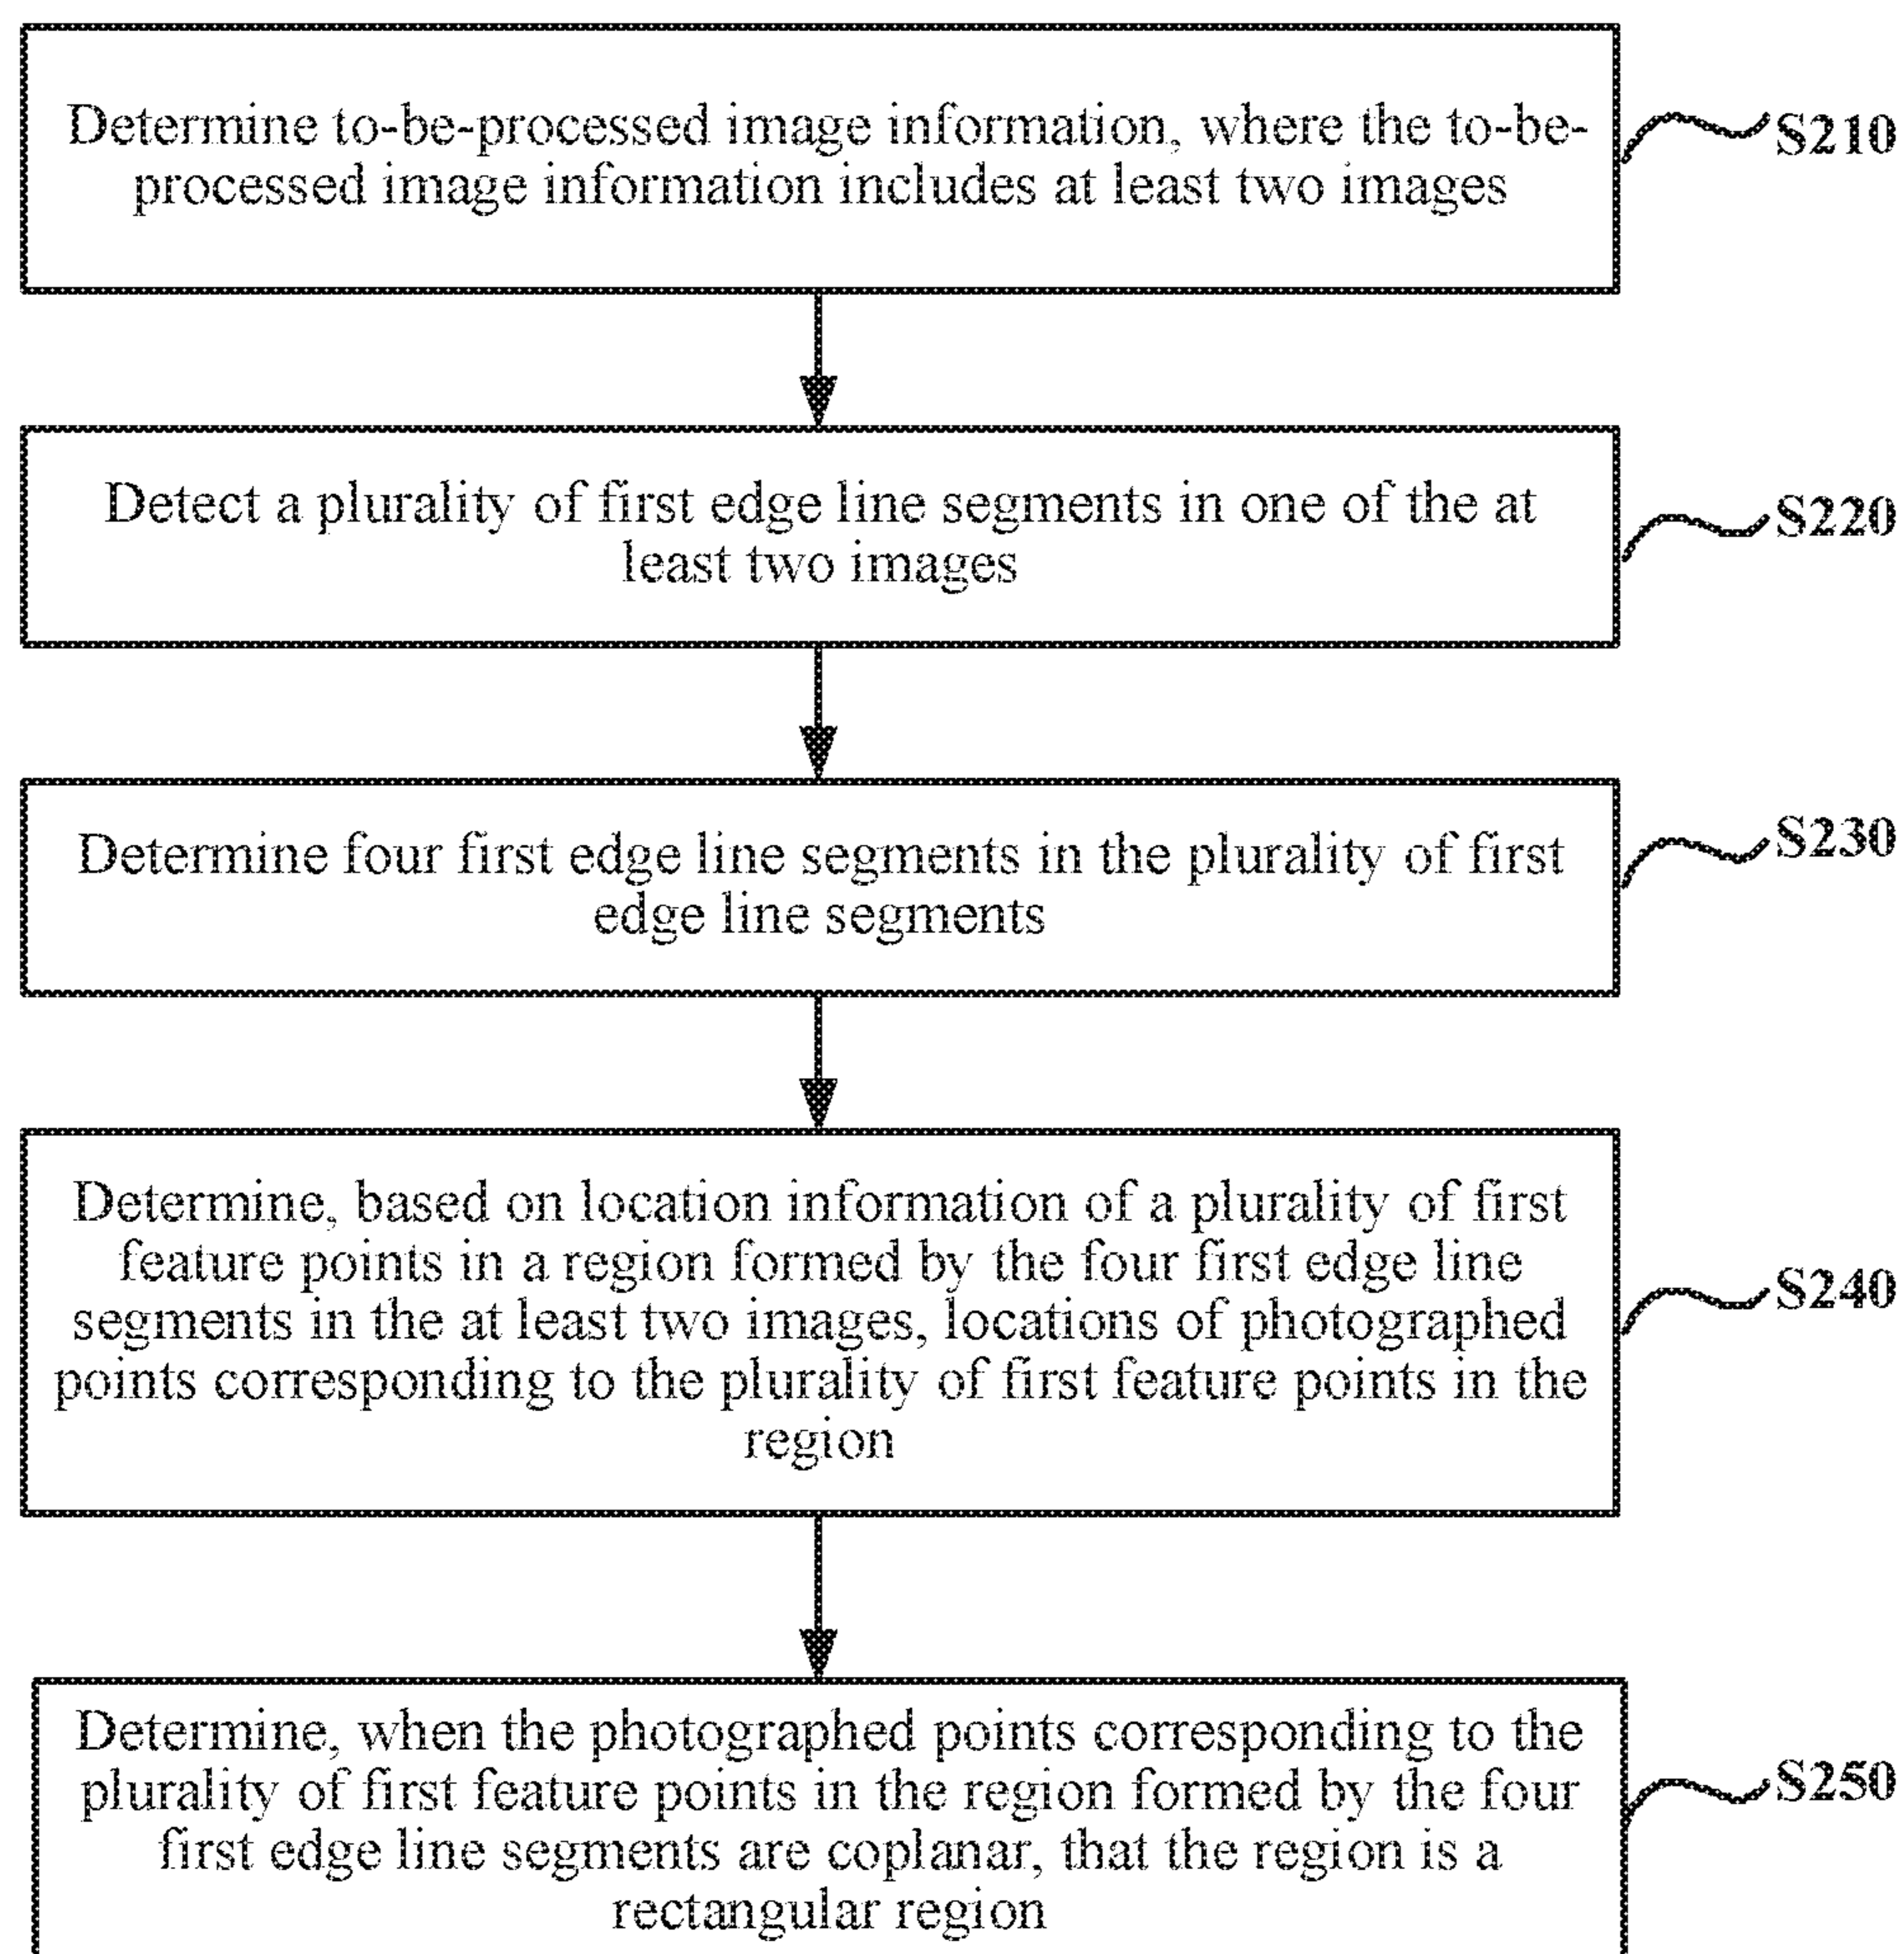 Determine to-be-processed image information, where the to-be-
processed image information includes at least two images
S210
Detect a plurality of first edge line segments in one of the at
least two images
S220
Determine four first edge line segments in the plurality of first
edge line segments
S230
Determine, based on location information of a plurality of first
feature points in a region formed by the four first edge line
segments in the at least two images, locations of photographed
points corresponding to the plurality of first feature points in the
region
S240
Determine, when the photographed points corresponding to the
plurality of first feature points in the region formed by the four
first edge line segments are coplanar, that the region is a
rectangular region
S250